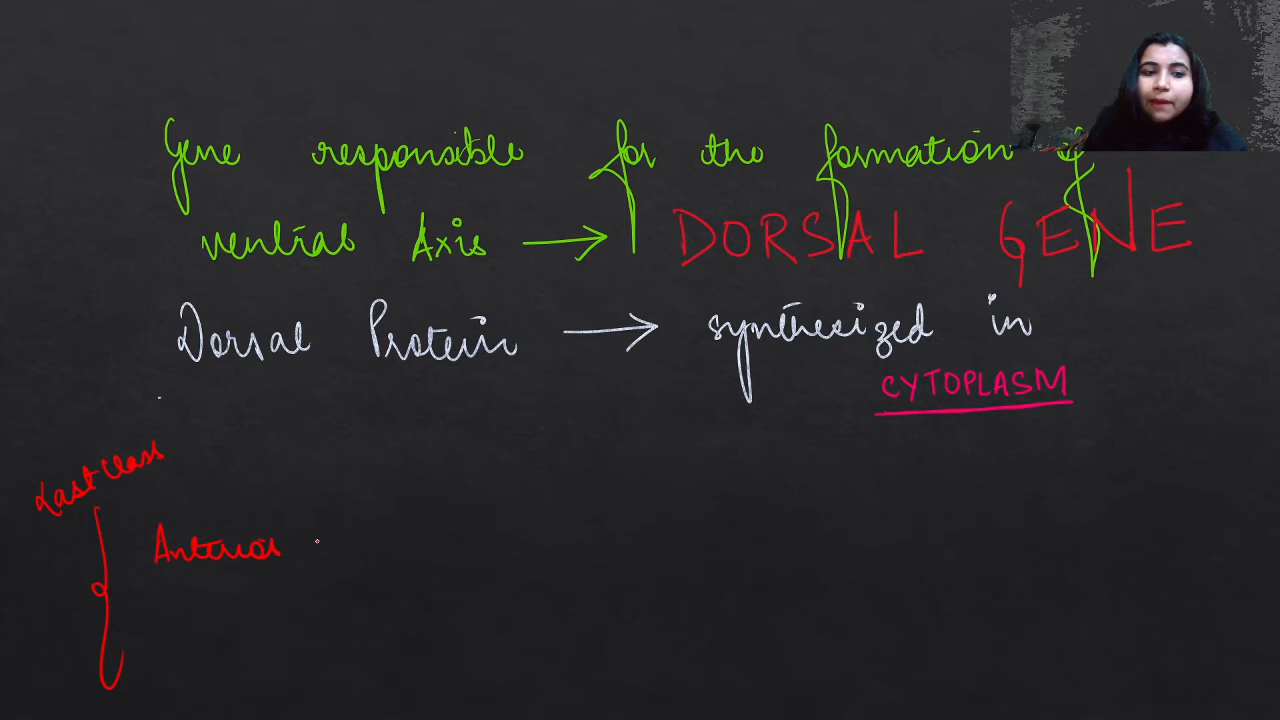 Gene responsible for the formation of
ventral Axis → DORSAL GENE
Dorsal Protein → synthesized in
CYTOPLASM
Last class
Anterior